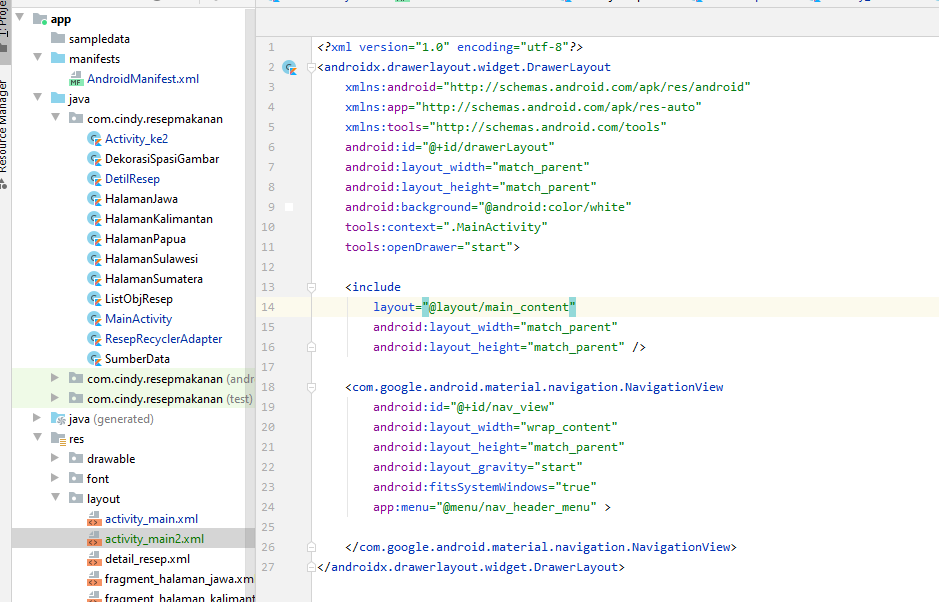 1: Proje
Resource Manager
app
sampledata
manifests
AndroidManifest.xml
java
com.cindy.resepmakanan
Activity_ke2
DekorasiSpasiGambar
DetilResep
HalamanJawa
HalamanKalimantan
HalamanPapua
HalamanSulawesi
HalamanSumatera
ListObjResep
MainActivity
ResepRecyclerAdapter
SumberData
com.cindy.resepmakanan (andr
com.cindy.resepmakanan (test)
java (generated)
res
drawable
font
layout
activity_main.xml
activity_main2.xml
detail_resep.xml
fragment_halaman_jawa.xm
fragment_halaman_kalimant
1 <?xml version="1.0" encoding="utf-8"?>
2 <androidx.drawerlayout.widget.DrawerLayout
3 xmlns:android="http://schemas.android.com/apk/res/android"
4 xmlns:app="http://schemas.android.com/apk/res-auto"
5 xmlns:tools="http://schemas.android.com/tools"
6 android:id="@+id/drawerLayout"
7 android:layout_width="match_parent"
8 android:layout_height="match_parent"
9 android:background="@android:color/white"
10 tools:context=".MainActivity"
11 tools:openDrawer="start">
12
13 <include
14 layout="@layout/main_content"
15 android:layout_width="match_parent"
16 android:layout_height="match_parent" />
17
18 <com.google.android.material.navigation.NavigationView
19 android:id="@+id/nav_view"
20 android:layout_width="wrap_content"
21 android:layout_height="match_parent"
22 android:layout_gravity="start"
23 android:fitsSystemWindows="true"
24 app:menu="@menu/nav_header_menu" >
25
26 </com.google.android.material.navigation.NavigationView>
27 </androidx.drawerlayout.widget.DrawerLayout>